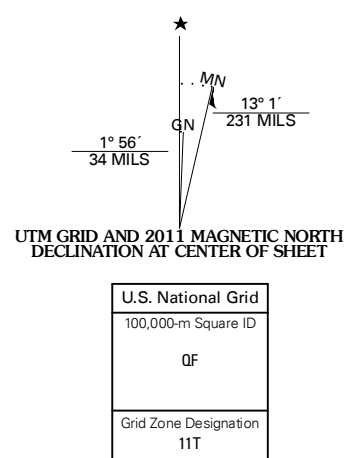 MN
13° 1´
231 MILS
GN
1° 56´
34 MILS
UTM GRID AND 2011 MAGNETIC NORTH
DECLINATION AT CENTER OF SHEET
U.S. National Grid
100,000-m Square ID
QF
Grid Zone Designation
11T